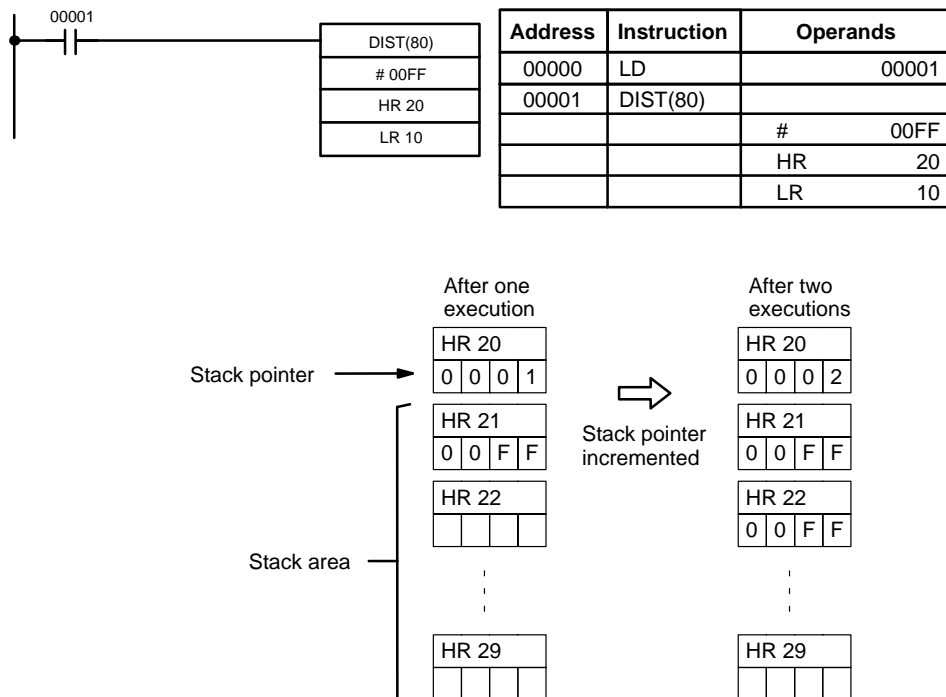 00001
DIST(80)
# 00FF
HR 20
LR 10
Address Instruction Operands
00000 LD 00001
00001 DIST(80)
# 00FF
HR 20
LR 10
After one
execution
After two
executions
HR 20
HR 20
Stack pointer
0 0 0 1
0 0 0 2
HR 21
HR 21
0 0 F F
Stack pointer
incremented
0 0 F F
HR 22
HR 22
0 0 F F
Stack area
HR 29
HR 29